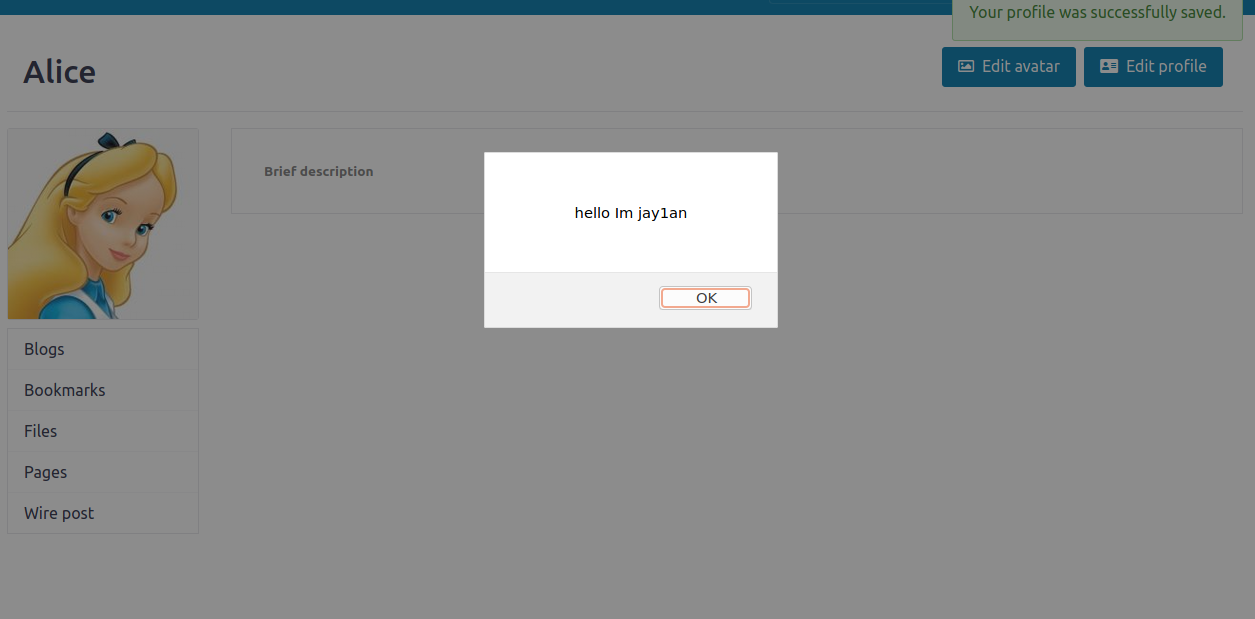 Your profile was successfully saved.
Alice
Edit avatar
Edit profile
Brief description
hello Im jay1an
OK
Blogs
Bookmarks
Files
Pages
Wire post